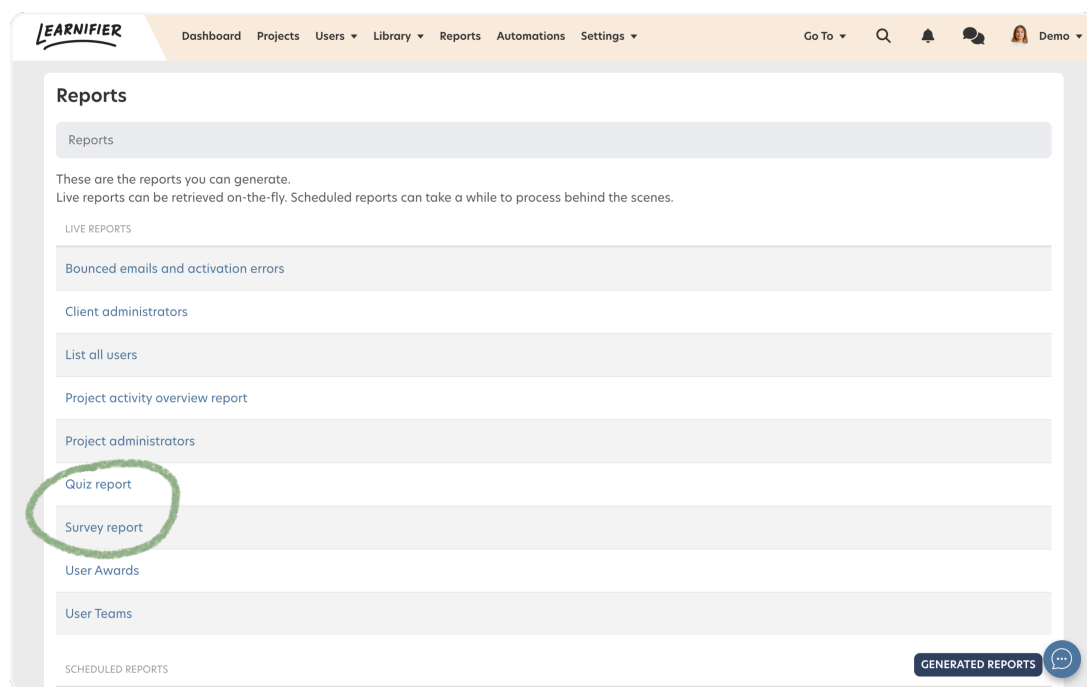 LEARNIFIER
Dashboard Projects Users Library Reports Automations Settings Go To Demo
Reports
Reports
These are the reports you can generate.
Live reports can be retrieved on-the-fly. Scheduled reports can take a while to process behind the scenes.
LIVE REPORTS
Bounced emails and activation errors
Client administrators
List all users
Project activity overview report
Project administrators
Quiz report
Survey report
User Awards
User Teams
SCHEDULED REPORTS GENERATED REPORTS